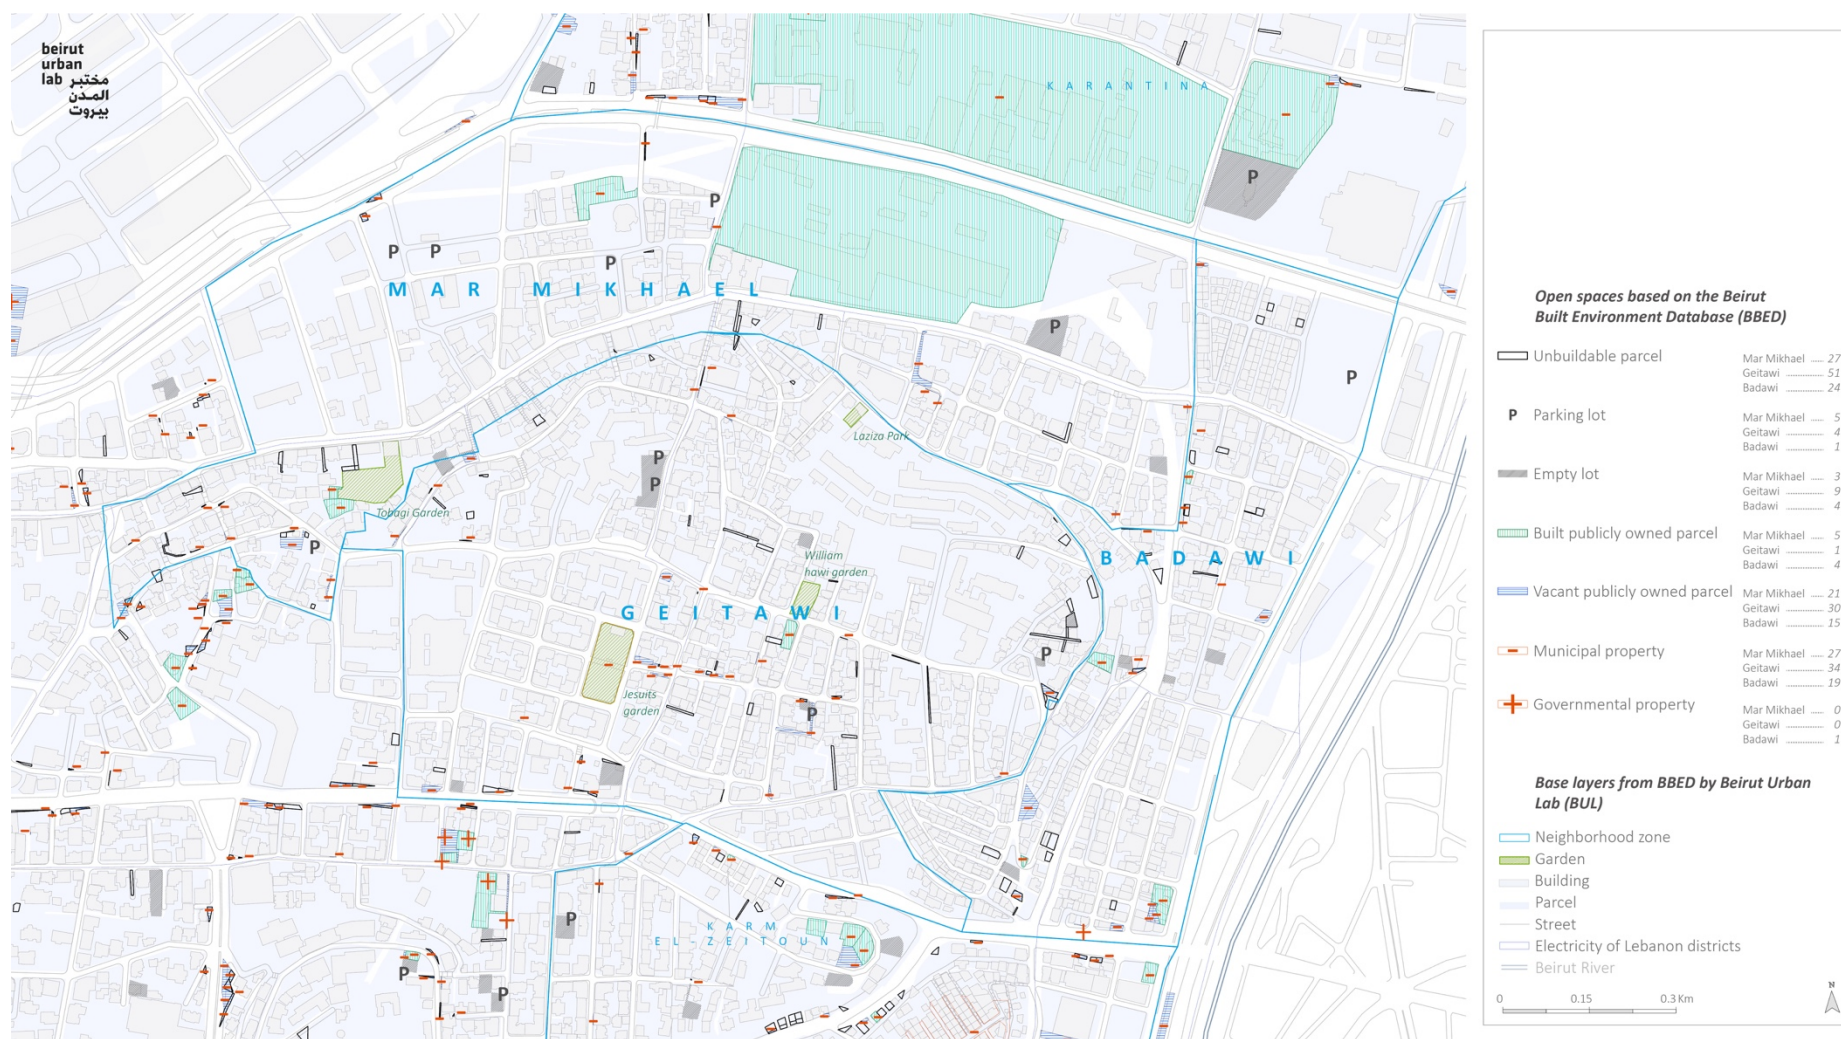 beirut
urban
lab مختبر
المدن
بيروت
KARANTINA
P
P
P P
P
MAR MIKHAEL
P
P
Laziza Park
P
P
Tobagi Garden
P
William
hawi garden
BADAWI
GEITAWI
P
Jesuits
garden
P
P
KARM
EL-ZEITOUN
P
P
Open spaces based on the Beirut
Built Environment Database (BBED)
Unbuildable parcel
Mar Mikhael ..... 27
Geitawi ............... 51
Badawi ............... 24
P Parking lot
Mar Mikhael ..... 5
Geitawi ............... 4
Badawi ............... 1
Empty lot
Mar Mikhael ..... 3
Geitawi ............... 9
Badawi ............... 4
Built publicly owned parcel
Mar Mikhael ..... 5
Geitawi ............... 1
Badawi ............... 4
Vacant publicly owned parcel
Mar Mikhael ..... 21
Geitawi ............... 30
Badawi ............... 15
Municipal property
Mar Mikhael ..... 27
Geitawi ............... 34
Badawi ............... 19
Governmental property
Mar Mikhael ..... 0
Geitawi ............... 0
Badawi ............... 1
Base layers from BBED by Beirut Urban
Lab (BUL)
Neighborhood zone
Garden
Building
Parcel
Street
Electricity of Lebanon districts
Beirut River
0 0.15 0.3 Km
N